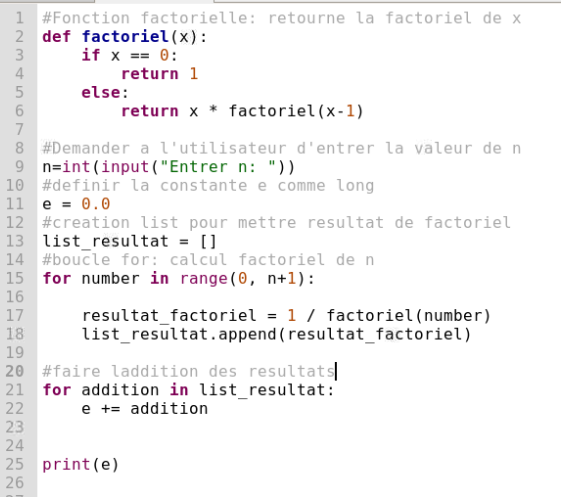 1 #Fonction factorielle: retourne la factoriel de x
2 def factoriel(x):
3     if x == 0:
4         return 1
5     else:
6         return x * factoriel(x-1)
7
8 #Demander a l'utilisateur d'entrer la valeur de n
9 n=int(input("Entrer n: "))
10 #definir la constante e comme long
11 e = 0.0
12 #creation list pour mettre resultat de factoriel
13 list_resultat = []
14 #boucle for: calcul factoriel de n
15 for number in range(0, n+1):
16
17     resultat_factoriel = 1 / factoriel(number)
18     list_resultat.append(resultat_factoriel)
19
20 #faire laddition des resultats
21 for addition in list_resultat:
22     e += addition
23
24
25 print(e)
26